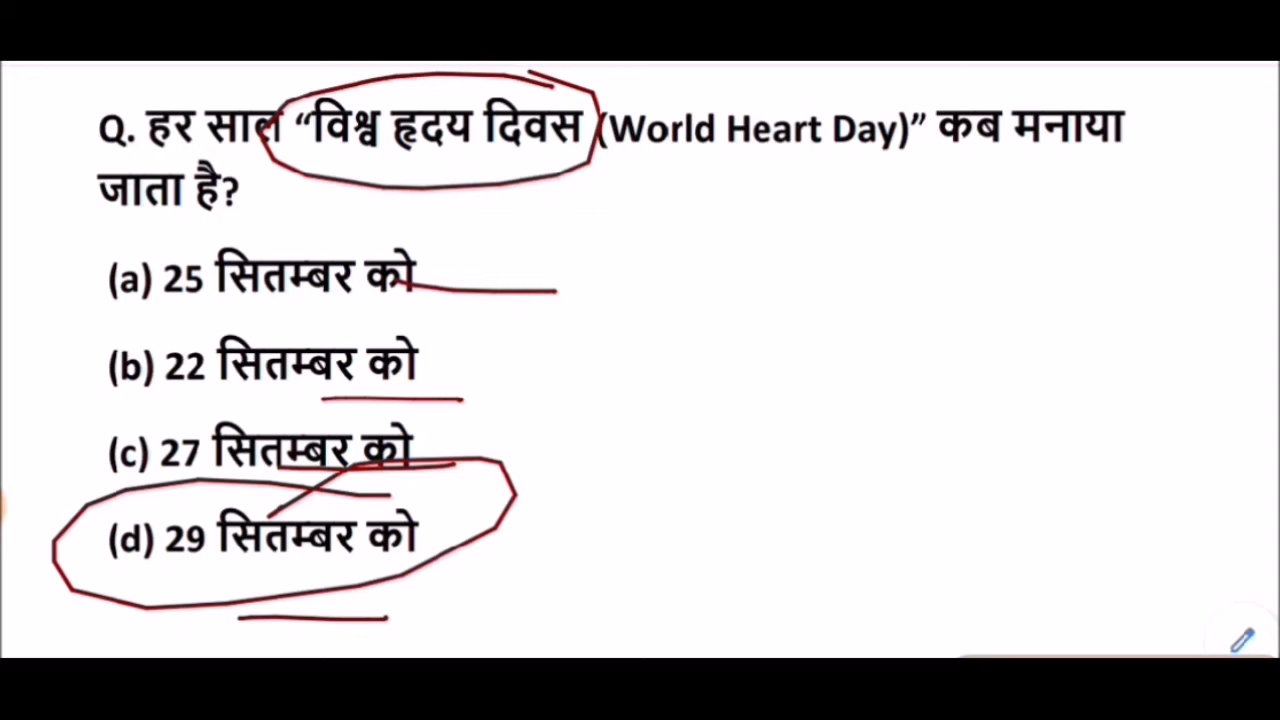 Q. हर साल “विश्व हृदय दिवस (World Heart Day)” कब मनाया
जाता है?
(a) 25 सितम्बर को
(b) 22 सितम्बर को
(c) 27 सितम्बर को
(d) 29 सितम्बर को